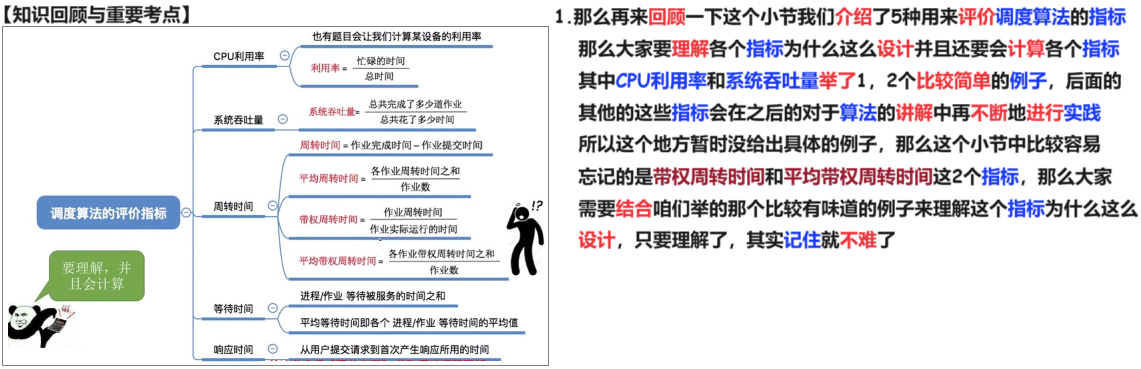 【知识回顾与重要考点】
也有题目会让我们计算某设备的利用率
CPU利用率
利用率 = 忙碌的时间
总时间
系统吞吐量
系统吞吐量= 总共完成了多少道作业
总共花了多少时间
周转时间 = 作业完成时间 – 作业提交时间
平均周转时间 = 各作业周转时间之和
作业数
调度算法的评价指标
周转时间
带权周转时间 = 作业周转时间
作业实际运行的时间
!?
平均带权周转时间 = 各作业带权周转时间之和
作业数
要理解，并
且会计算
等待时间
进程/作业 等待被服务的时间之和
平均等待时间即各个 进程/作业 等待时间的平均值
响应时间
从用户提交请求到首次产生响应所用的时间
1.那么再来回顾一下这个小节我们介绍了5种用来评价调度算法的指标
那么大家要理解各个指标为什么这么设计并且还要会计算各个指标
其中CPU利用率和系统吞吐量举了1，2个比较简单的例子，后面的
其他的这些指标会在之后的对于算法的讲解中再不断地进行实践
所以这个地方暂时没给出具体的例子，那么这个小节中比较容易
忘记的是带权周转时间和平均带权周转时间这2个指标，那么大家
需要结合咱们举的那个比较有味道的例子来理解这个指标为什么这么
设计，只要理解了，其实记住就不难了